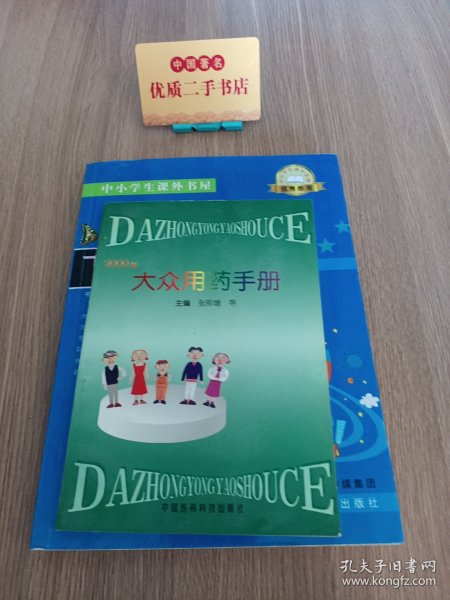 中国著名
优质二手书店
中小学生课外书屋
DAZHONGYONGYAOSHOUCE
大众用药手册
主编 张 等
DAZHONGYONGYAOSHOUCE
中国医药科技出版社
媒集团
出版社
孔夫子旧书网
www.kongfz.com